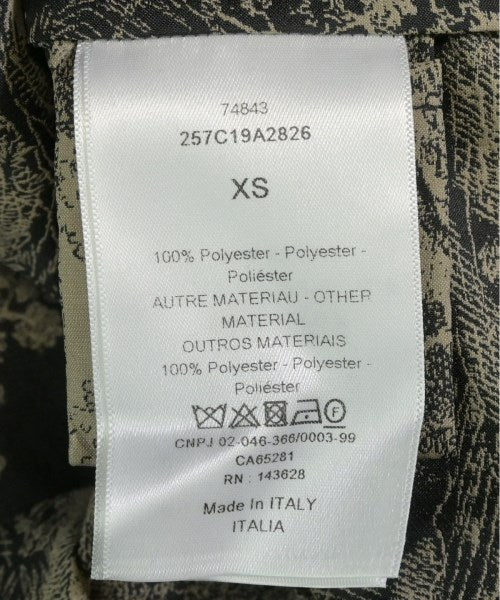 74843
257C19A2826
XS
100% Polyester - Polyester -
Poliéster
AUTRE MATERIAU - OTHER
MATERIAL
OUTROS MATERIAIS
100% Polyester - Polyester -
Poliéster
F
CNPJ 02-046-366/0003-99
CA65281
RN : 143628
Made In ITALY
ITALIA